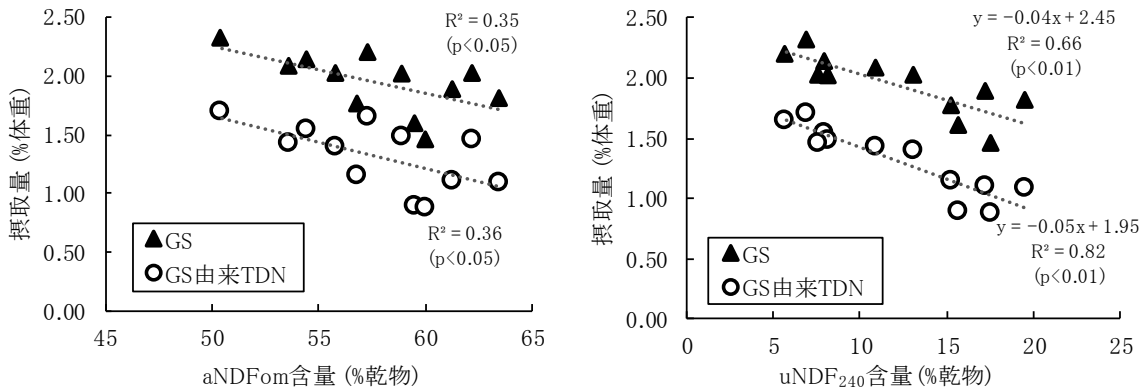 2.50
2.00
1.50
1.00
0.50
0.00
摂取量 (%体重)
R² = 0.35
(p<0.05)
R² = 0.36
(p<0.05)
▲GS
○GS由来TDN
45
50
55
60
65
aNDFom含量 (%乾物)
2.50
2.00
1.50
1.00
0.50
0.00
摂取量 (%体重)
y = −0.04x + 2.45
R² = 0.66
(p<0.01)
y = −0.05x + 1.95
R² = 0.82
(p<0.01)
▲GS
○GS由来TDN
0
5
10
15
20
25
uNDF₂₄₀含量 (%乾物)